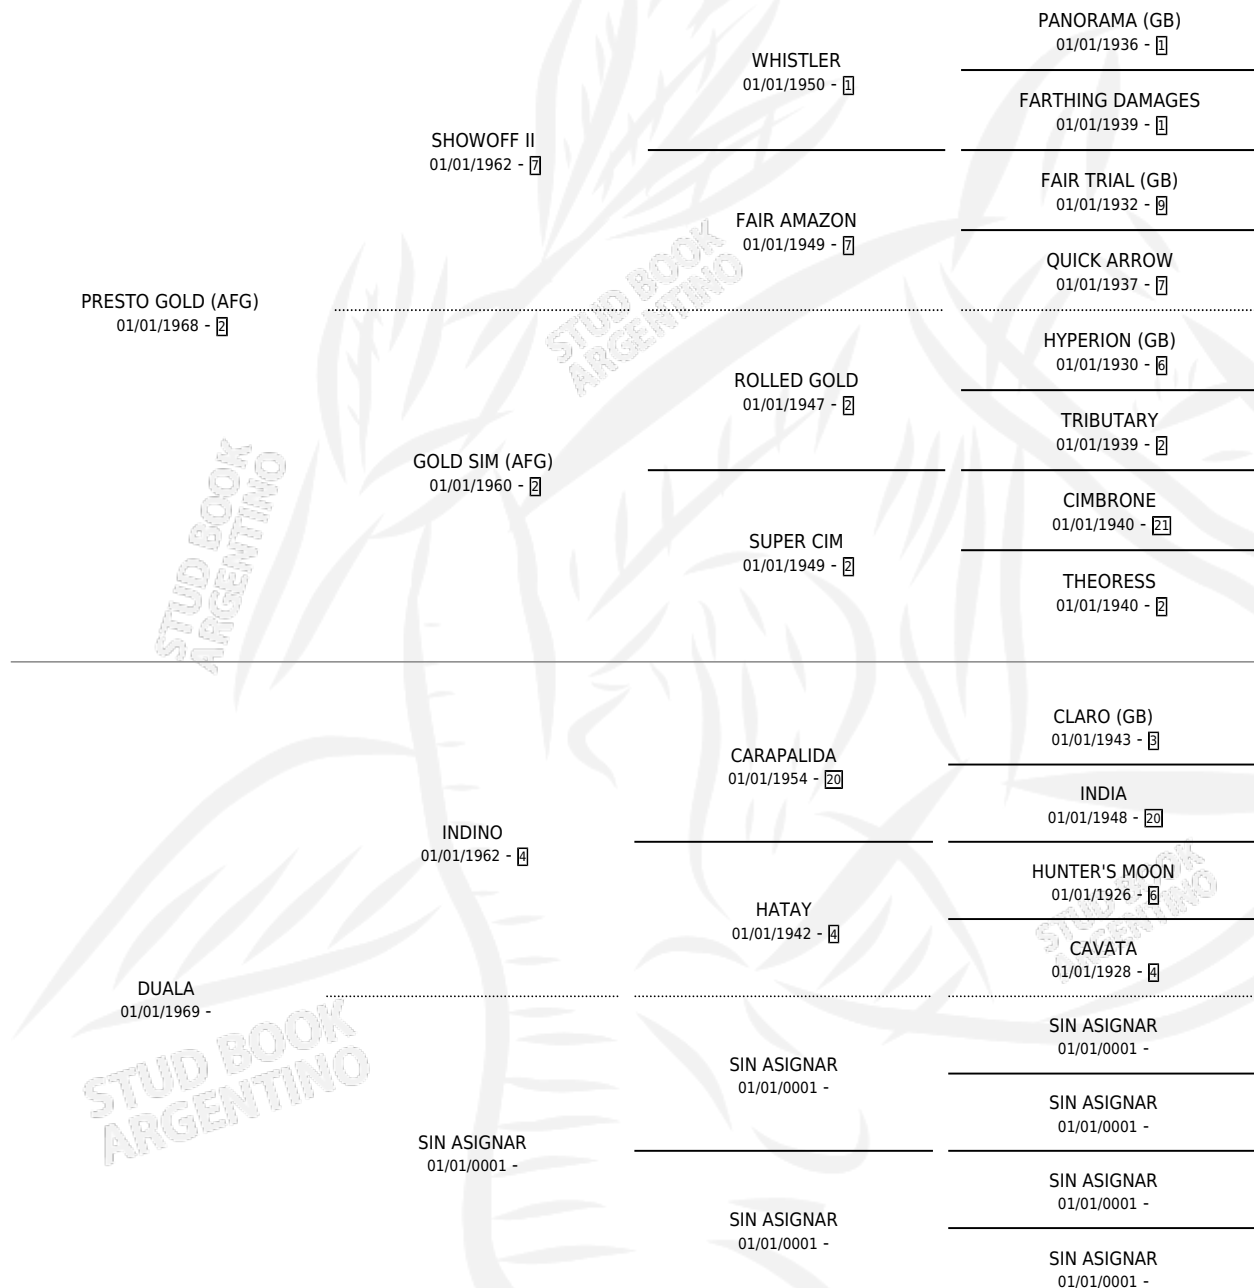 PANORAMA (GB)
01/01/1936 - 1
WHISTLER
01/01/1950 - 1
FARTHING DAMAGES
01/01/1939 - 1
SHOWOFF II
01/01/1962 - 7
FAIR TRIAL (GB)
01/01/1932 - 9
FAIR AMAZON
01/01/1949 - 7
QUICK ARROW
01/01/1937 - 7
PRESTO GOLD (AFG)
01/01/1968 - 2
HYPERION (GB)
01/01/1930 - 6
ROLLED GOLD
01/01/1947 - 2
TRIBUTARY
01/01/1939 - 2
GOLD SIM (AFG)
01/01/1960 - 2
CIMBRONE
01/01/1940 - 21
SUPER CIM
01/01/1949 - 2
THEORESS
01/01/1940 - 2
CLARO (GB)
01/01/1943 - 3
CARAPALIDA
01/01/1954 - 20
INDIA
01/01/1948 - 20
INDINO
01/01/1962 - 4
HUNTER'S MOON
01/01/1926 - 6
HATAY
01/01/1942 - 4
CAVATA
01/01/1928 - 4
DUALA
01/01/1969 -
SIN ASIGNAR
01/01/0001 -
SIN ASIGNAR
01/01/0001 -
SIN ASIGNAR
01/01/0001 -
SIN ASIGNAR
01/01/0001 -
SIN ASIGNAR
01/01/0001 -
SIN ASIGNAR
01/01/0001 -
SIN ASIGNAR
01/01/0001 -
STUD BOOK
ARGENTINO
STUD BOOK
ARGENTINO
STUD BOOK
ARGENTINO
STUD BOOK
ARGENTINO